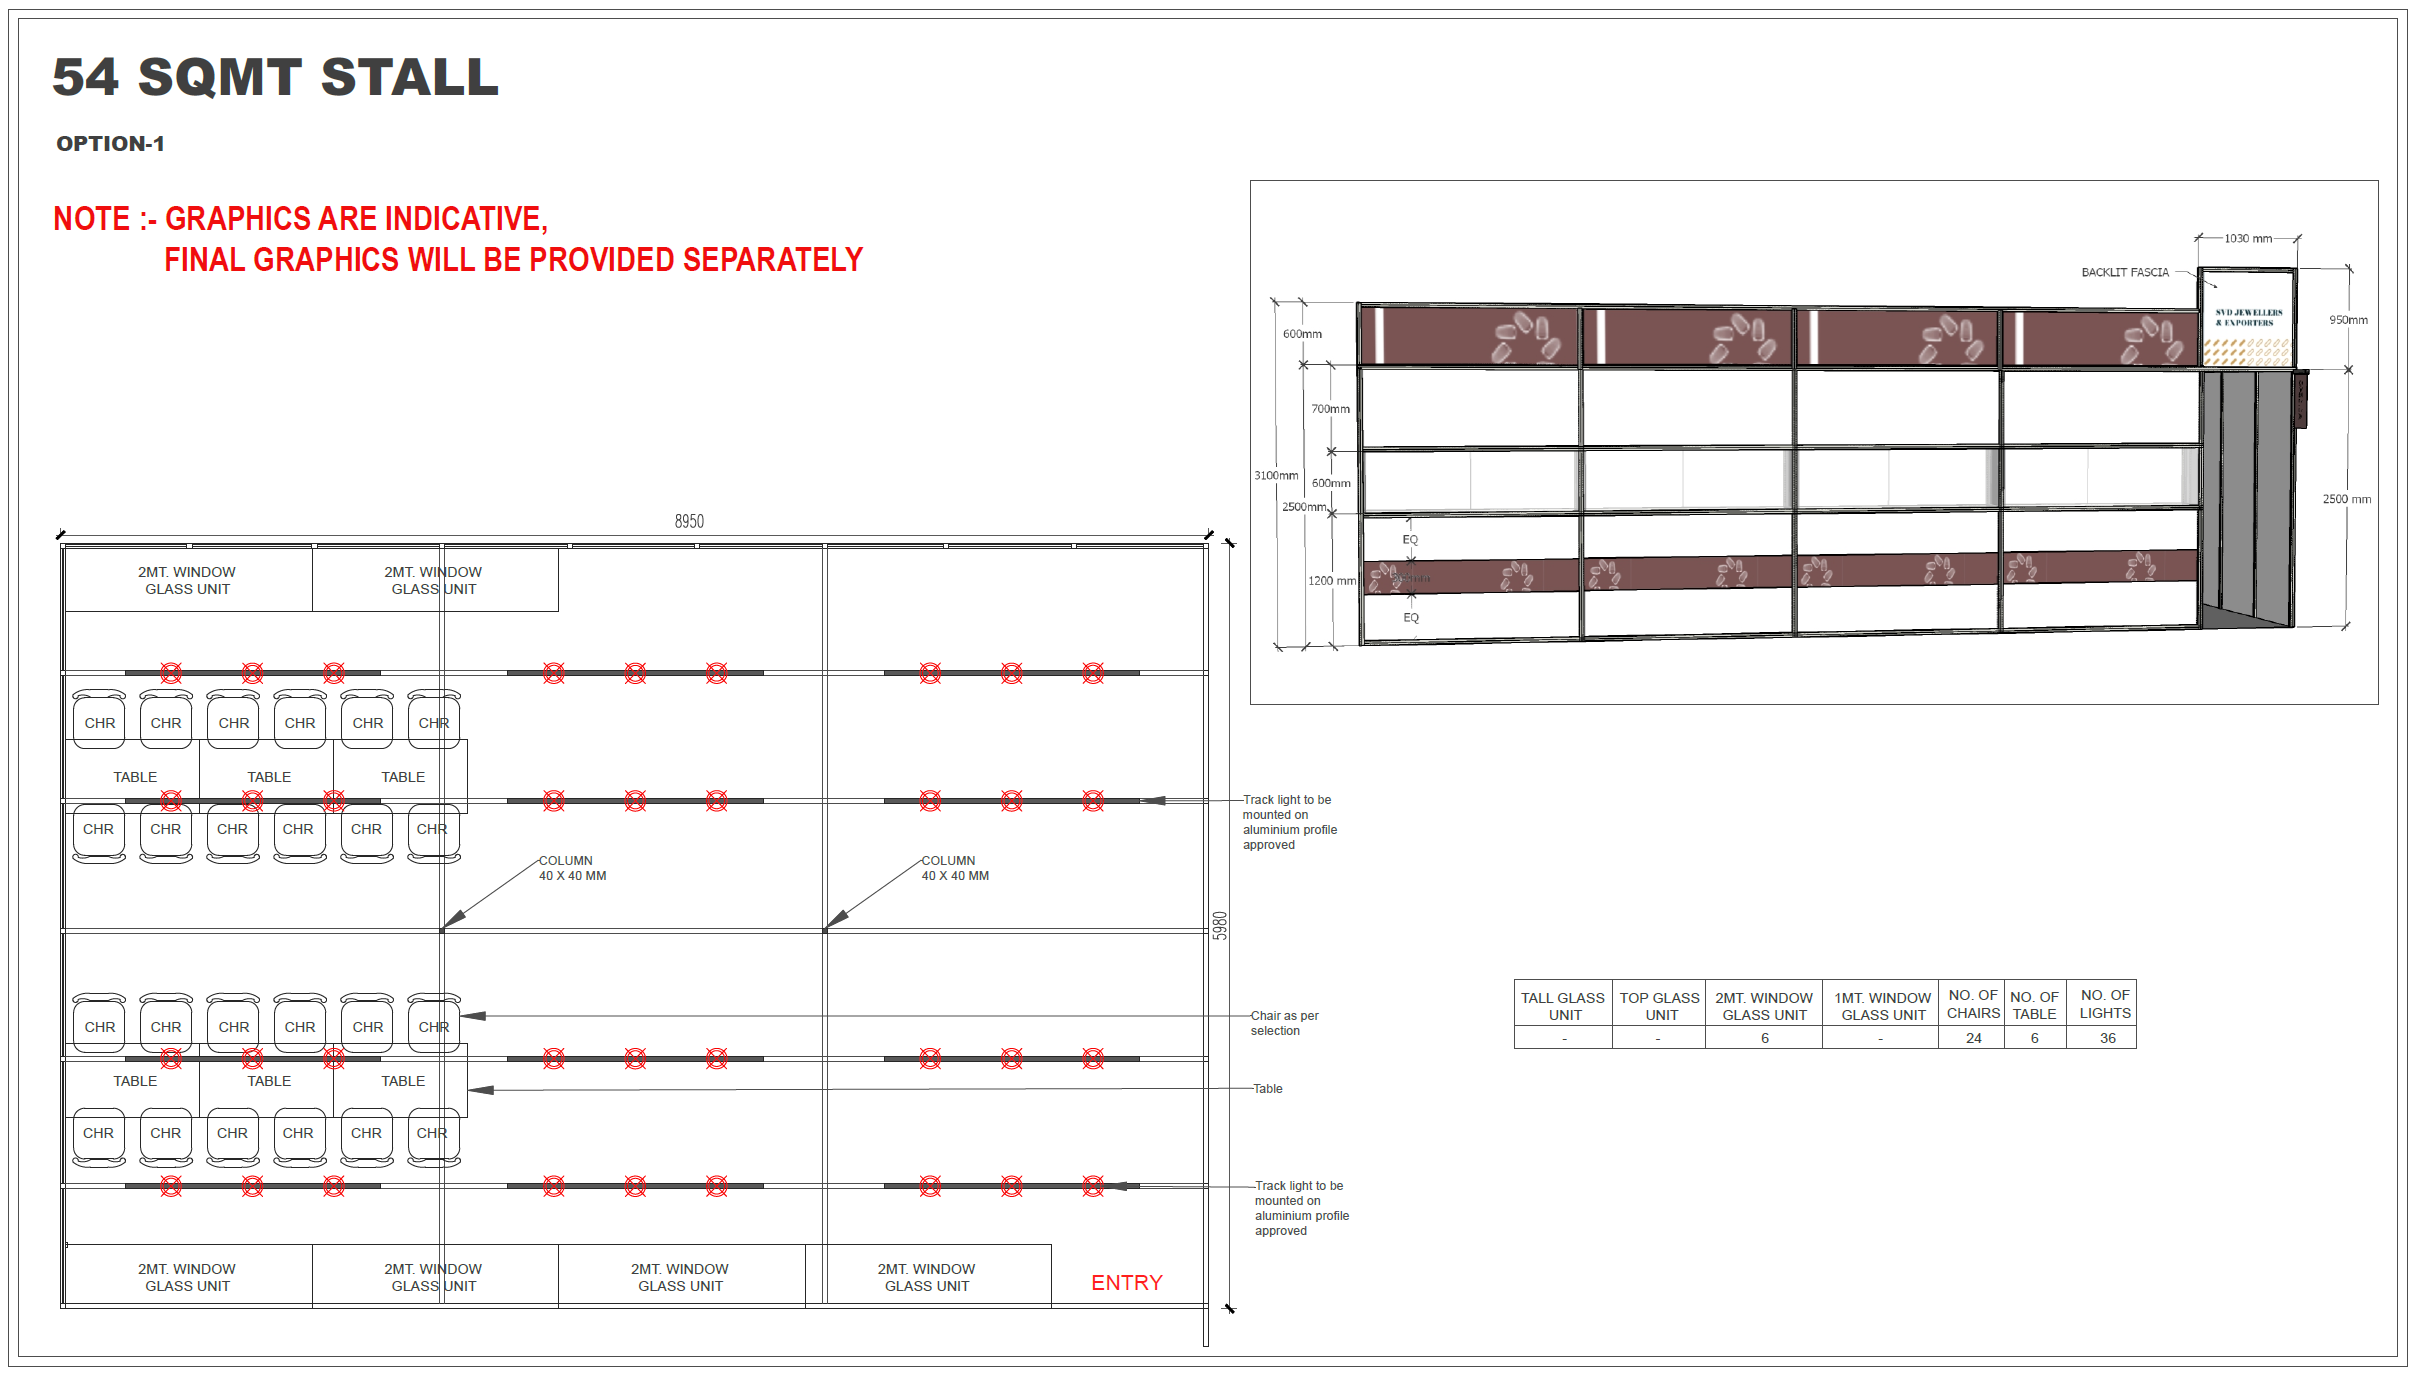 54 SQMT STALL
OPTION-1
NOTE :- GRAPHICS ARE INDICATIVE,
FINAL GRAPHICS WILL BE PROVIDED SEPARATELY
1030 mm
BACKLIT FASCIA
SVD JEWELLERS
& EXPORTERS
950mm
600mm
700mm
3100mm
600mm
2500mm
2500 mm
EQ
1200 mm
EQ
8950
2MT. WINDOW
GLASS UNIT
2MT. WINDOW
GLASS UNIT
CHR CHR CHR CHR CHR CHR
TABLE TABLE TABLE
CHR CHR CHR CHR CHR CHR
Track light to be
mounted on
aluminium profile
approved
COLUMN
40 X 40 MM
COLUMN
40 X 40 MM
5980
CHR CHR CHR CHR CHR CHR
Chair as per
selection
TABLE TABLE TABLE
Table
CHR CHR CHR CHR CHR CHR
Track light to be
mounted on
aluminium profile
approved
2MT. WINDOW
GLASS UNIT
2MT. WINDOW
GLASS UNIT
2MT. WINDOW
GLASS UNIT
2MT. WINDOW
GLASS UNIT
ENTRY
TALL GLASS UNIT TOP GLASS UNIT 2MT. WINDOW GLASS UNIT 1MT. WINDOW GLASS UNIT NO. OF CHAIRS NO. OF TABLE NO. OF LIGHTS
- - 6 - 24 6 36